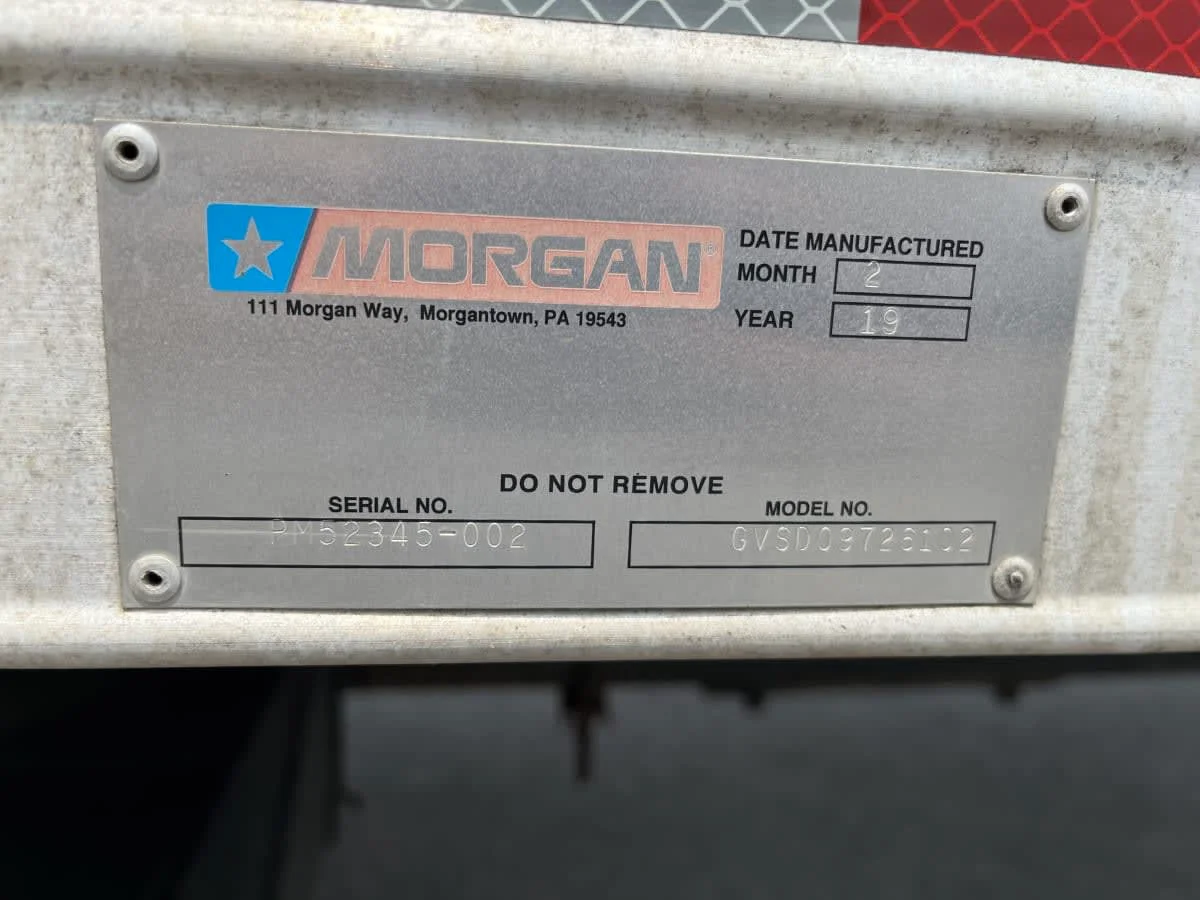 MORGAN®
111 Morgan Way, Morgantown, PA 19543
DATE MANUFACTURED
MONTH 2
YEAR 19
DO NOT REMOVE
SERIAL NO.
PM52345-002
MODEL NO.
GVSD09726102